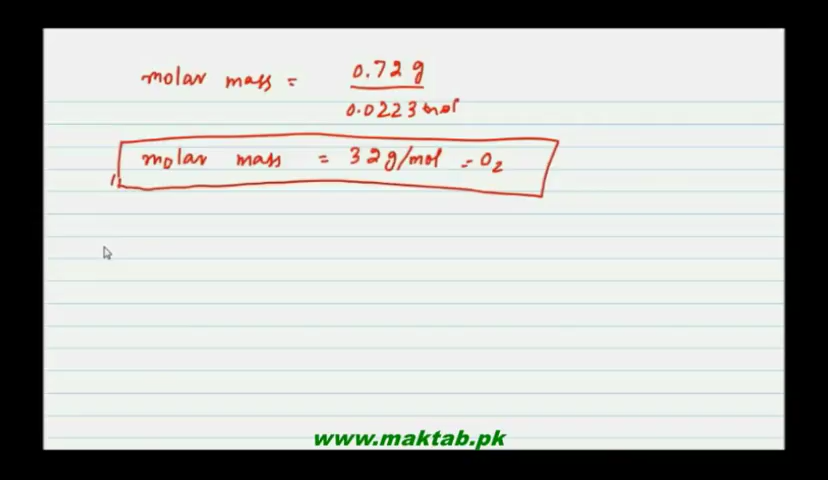 molar mass = 0.72 g
0.0223 mol
molar mass = 32 g/mol = O2
www.maktab.pk